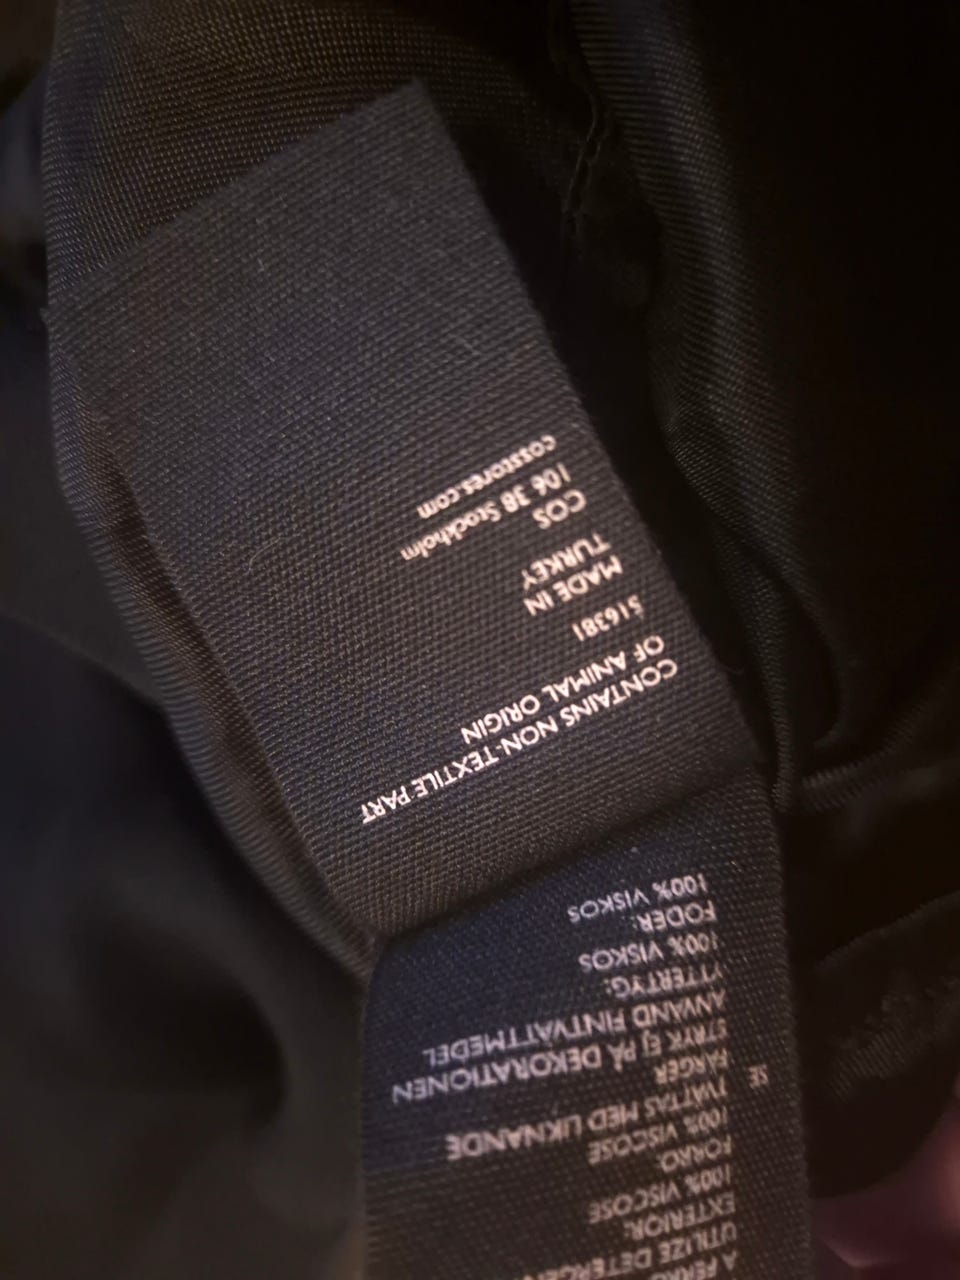 A FERRO
UTILIZE DETERGEN
EXTERIOR:
100% VISCOSE
FORRO:
100% VISCOSE
SE
TVÄTTAS MED LIKNANDE
FÄRGER
STRYK EJ PÅ DEKORATIONEN
ANVÄND FINTVÄTTMEDEL
YTTERTYG:
100% VISKOS
FODER:
100% VISKOS
CONTAINS NON-TEXTILE PART
OF ANIMAL ORIGIN
516381
MADE IN
TURKEY
COS
106 38 Stockholm
cosstores.com